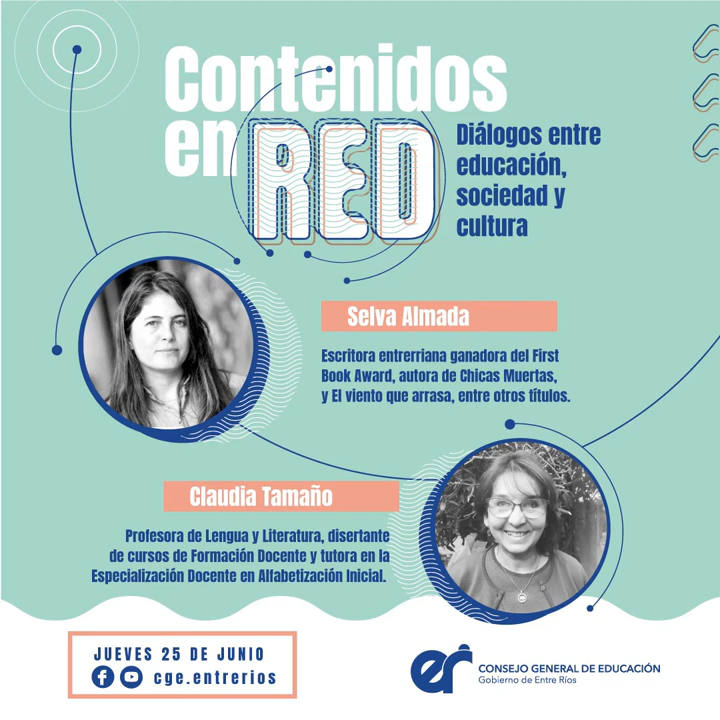 Contenidos
en RED
Diálogos entre
educación,
sociedad y
cultura
Selva Almada
Escritora entrerriana ganadora del First
Book Award, autora de Chicas Muertas,
y El viento que arrasa, entre otros títulos.
Claudia Tamaño
Profesora de Lengua y Literatura, disertante
de cursos de Formación Docente y tutora en la
Especialización Docente en Alfabetización Inicial.
JUEVES 25 DE JUNIO
cge.entrerios
er
CONSEJO GENERAL DE EDUCACIÓN
Gobierno de Entre Ríos